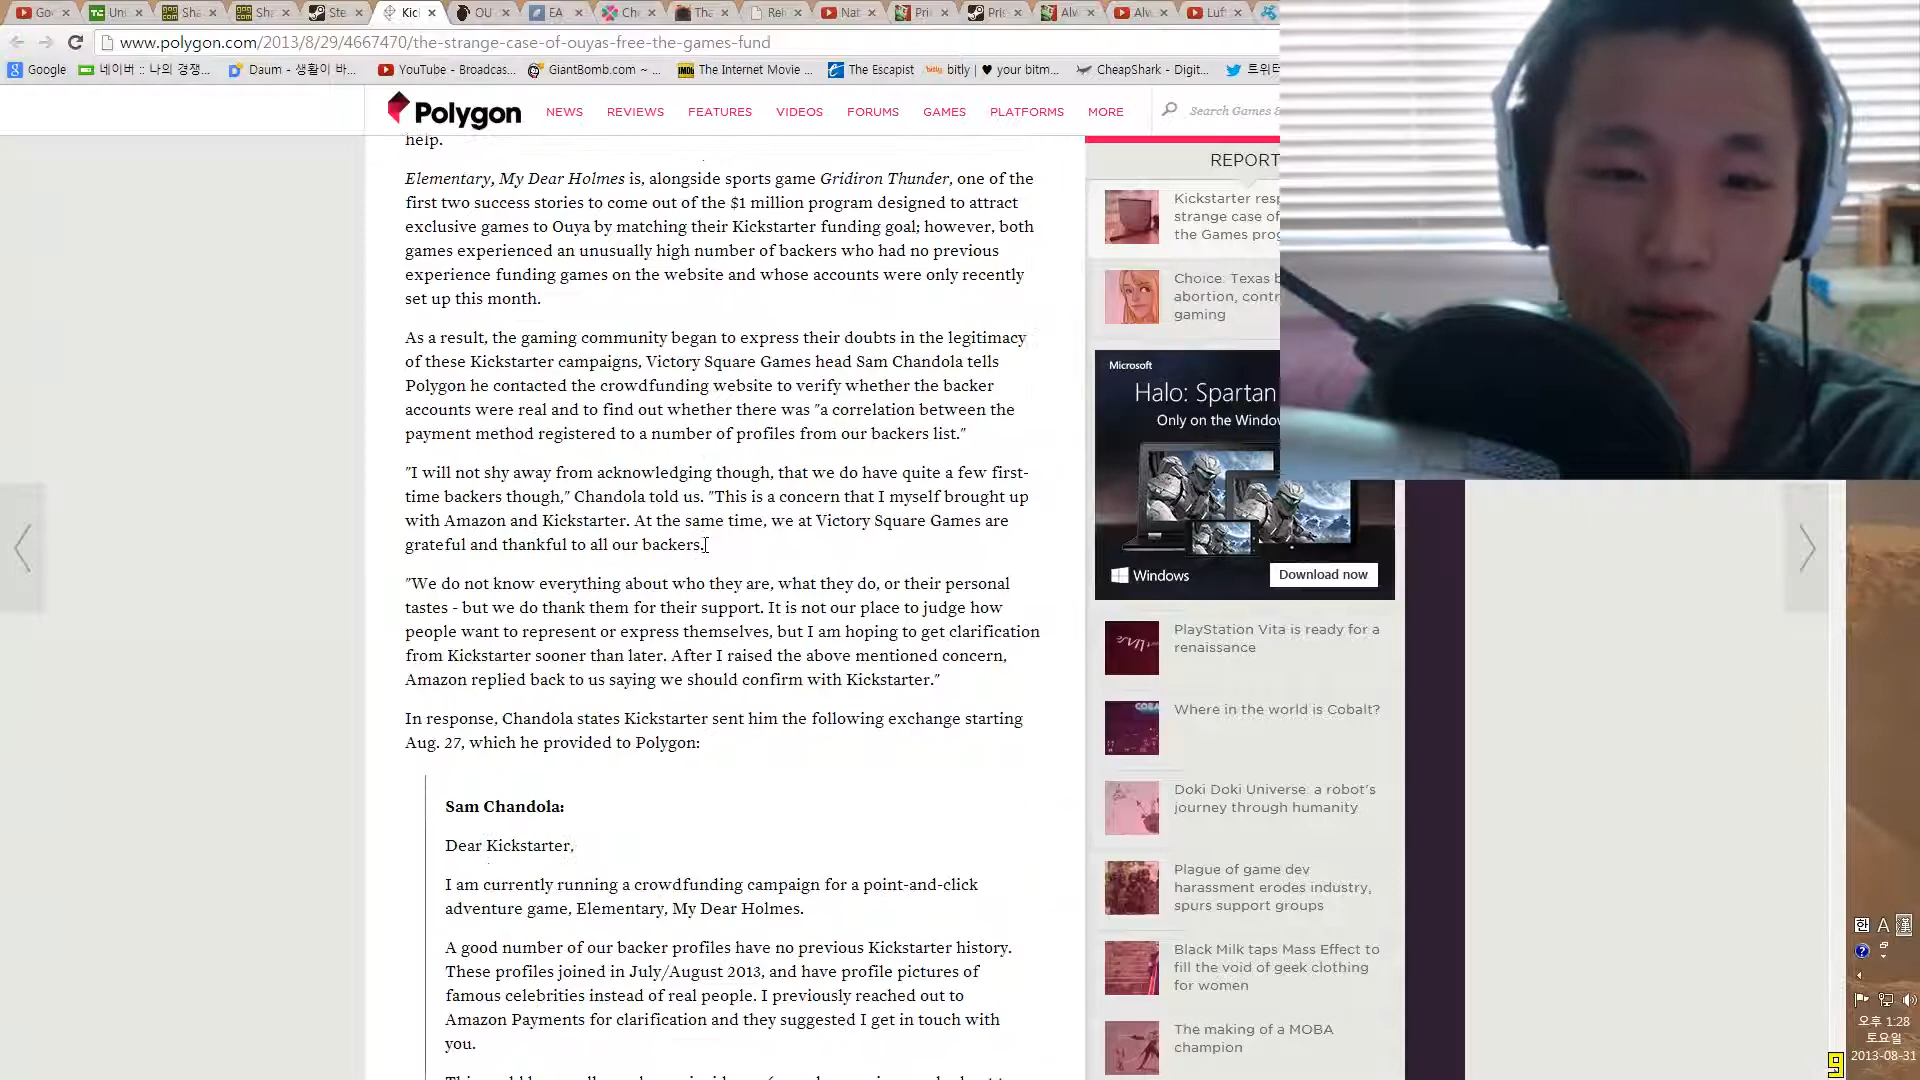 Go
Uni
Sha
Sha
Ste
Kic
OU
EA
Ch
Tha
Rei
Nat
Pri
Pris
Alv
Alv
Luf
www.polygon.com/2013/8/29/4667470/the-strange-case-of-ouyas-free-the-games-fund
Google
네이버 :: 나의 경쟁...
Daum - 생활이 바...
YouTube - Broadcas...
GiantBomb.com ~ ...
The Internet Movie ...
The Escapist
bitly | ♥ your bitm...
CheapShark - Digit...
트위터
Polygon
NEWS REVIEWS FEATURES VIDEOS FORUMS GAMES PLATFORMS MORE
Search Games &
help.
Elementary, My Dear Holmes is, alongside sports game Gridiron Thunder, one of the
first two success stories to come out of the $1 million program designed to attract
exclusive games to Ouya by matching their Kickstarter funding goal; however, both
games experienced an unusually high number of backers who had no previous
experience funding games on the website and whose accounts were only recently
set up this month.
As a result, the gaming community began to express their doubts in the legitimacy
of these Kickstarter campaigns, Victory Square Games head Sam Chandola tells
Polygon he contacted the crowdfunding website to verify whether the backer
accounts were real and to find out whether there was "a correlation between the
payment method registered to a number of profiles from our backers list."
"I will not shy away from acknowledging though, that we do have quite a few first-
time backers though," Chandola told us. "This is a concern that I myself brought up
with Amazon and Kickstarter. At the same time, we at Victory Square Games are
grateful and thankful to all our backers.
"We do not know everything about who they are, what they do, or their personal
tastes - but we do thank them for their support. It is not our place to judge how
people want to represent or express themselves, but I am hoping to get clarification
from Kickstarter sooner than later. After I raised the above mentioned concern,
Amazon replied back to us saying we should confirm with Kickstarter."
In response, Chandola states Kickstarter sent him the following exchange starting
Aug. 27, which he provided to Polygon:
Sam Chandola:
Dear Kickstarter,
I am currently running a crowdfunding campaign for a point-and-click
adventure game, Elementary, My Dear Holmes.
A good number of our backer profiles have no previous Kickstarter history.
These profiles joined in July/August 2013, and have profile pictures of
famous celebrities instead of real people. I previously reached out to
Amazon Payments for clarification and they suggested I get in touch with
you.
REPORT
Kickstarter resp
strange case of
the Games prog
Choice: Texas b
abortion, contr
gaming
Microsoft
Halo: Spartan
Only on the Windo
Windows
Download now
PlayStation Vita is ready for a
renaissance
Where in the world is Cobalt?
Doki Doki Universe: a robot's
journey through humanity
Plague of game dev
harassment erodes industry,
spurs support groups
Black Milk taps Mass Effect to
fill the void of geek clothing
for women
The making of a MOBA
champion
한 A 漢
오후 1:28
토요일
2013-08-31
9